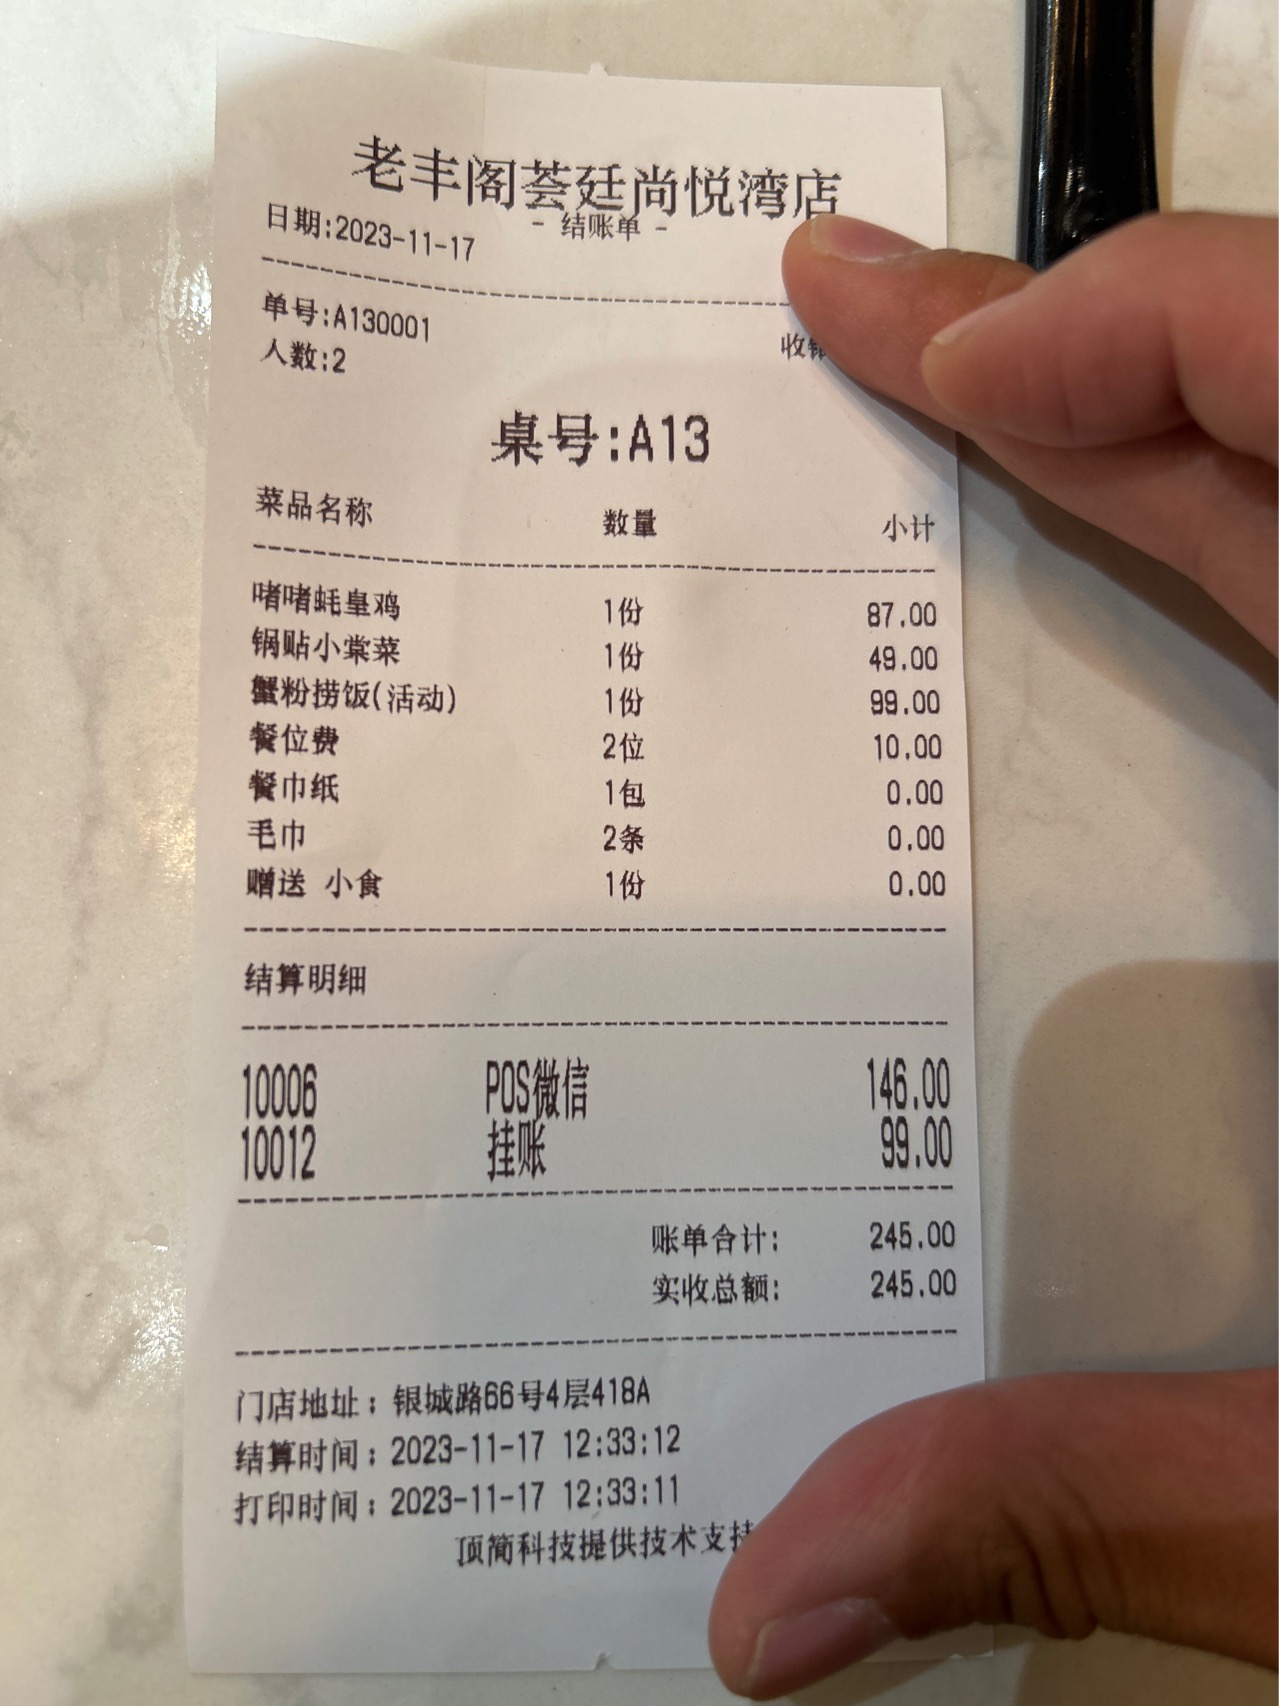 老丰阁荟廷尚悦湾店
- 结账单 -
日期:2023-11-17
单号:A130001
人数:2 收银
桌号:A13
菜品名称 数量 小计
啫啫蚝皇鸡 1份 87.00
锅贴小棠菜 1份 49.00
蟹粉捞饭(活动) 1份 99.00
餐位费 2位 10.00
餐巾纸 1包 0.00
毛巾 2条 0.00
赠送 小食 1份 0.00
结算明细
10006 POS微信 146.00
10012 挂账 99.00
账单合计: 245.00
实收总额: 245.00
门店地址: 银城路66号4层418A
结算时间: 2023-11-17 12:33:12
打印时间: 2023-11-17 12:33:11
顶简科技提供技术支持